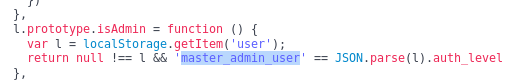 })
},
l.prototype.isAdmin = function () {
var l = localStorage.getItem('user');
return null !== l && 'master_admin_user' == JSON.parse(l).auth_level
},